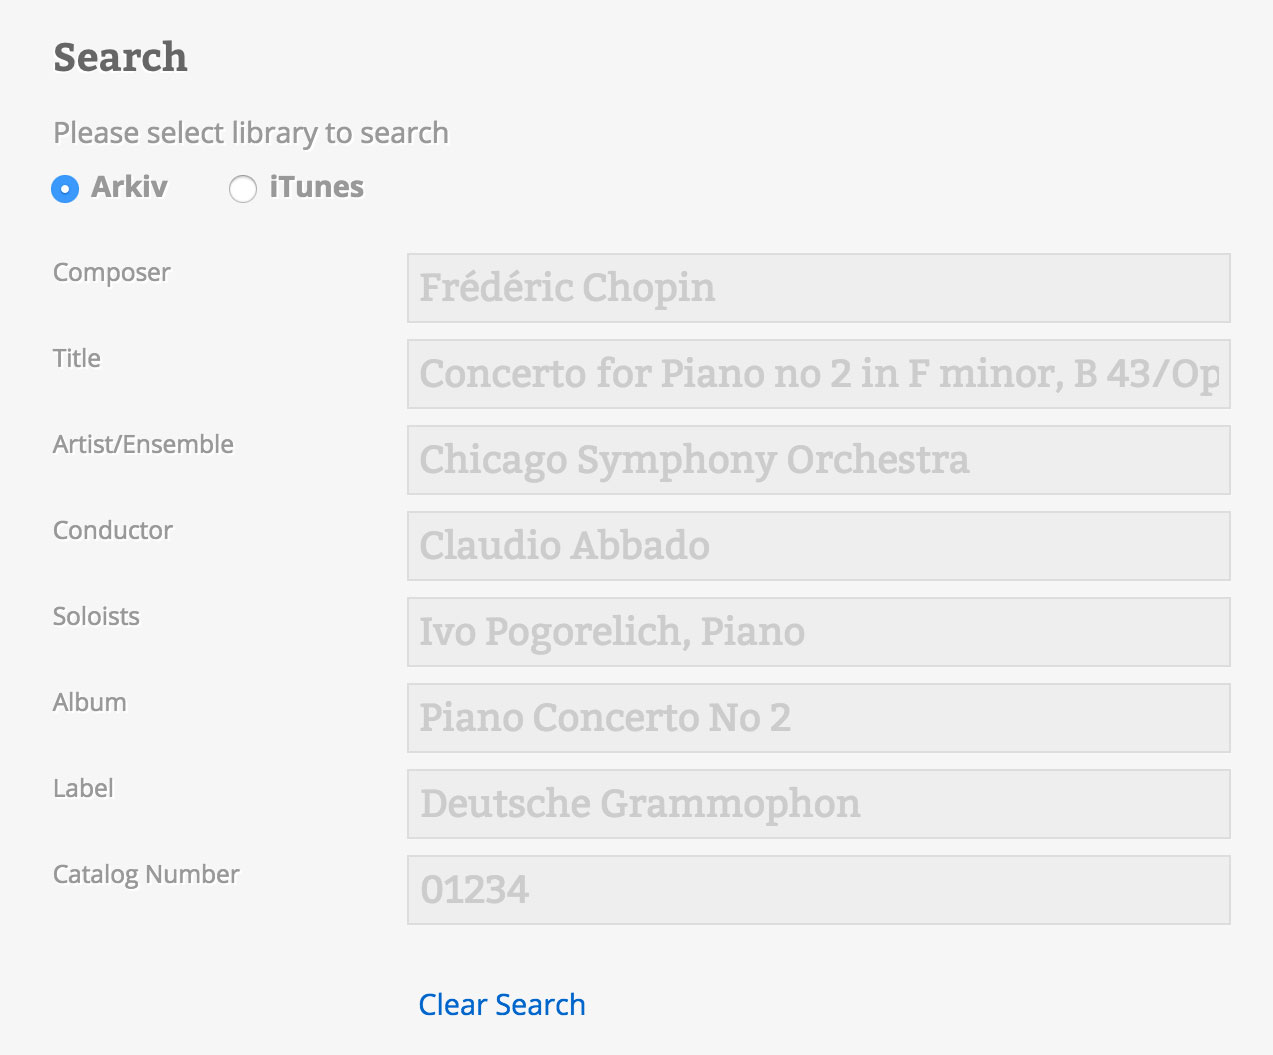 Search
Please select library to search
Arkiv iTunes
Composer Frédéric Chopin
Title Concerto for Piano no 2 in F minor, B 43/Op
Artist/Ensemble Chicago Symphony Orchestra
Conductor Claudio Abbado
Soloists Ivo Pogorelich, Piano
Album Piano Concerto No 2
Label Deutsche Grammophon
Catalog Number 01234
Clear Search